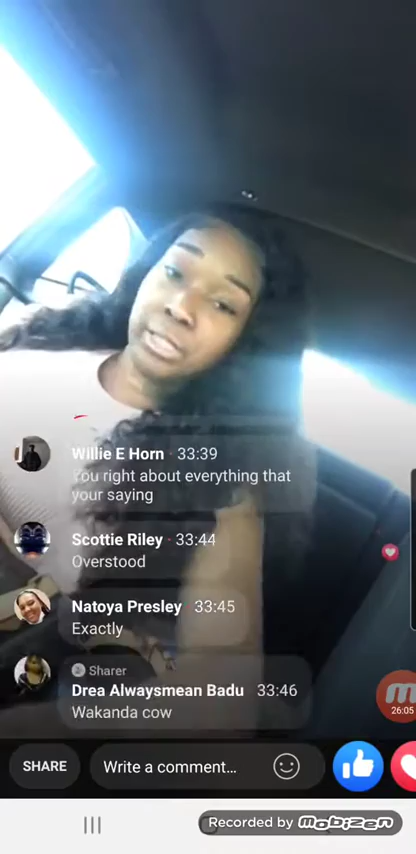 Willie E Horn · 33:39
You right about everything that
your saying
Scottie Riley · 33:44
Overstood
Natoya Presley · 33:45
Exactly
Sharer
Drea Alwaysmean Badu 33:46
Wakanda cow
26:05
SHARE
Write a comment...
Recorded by mobizen